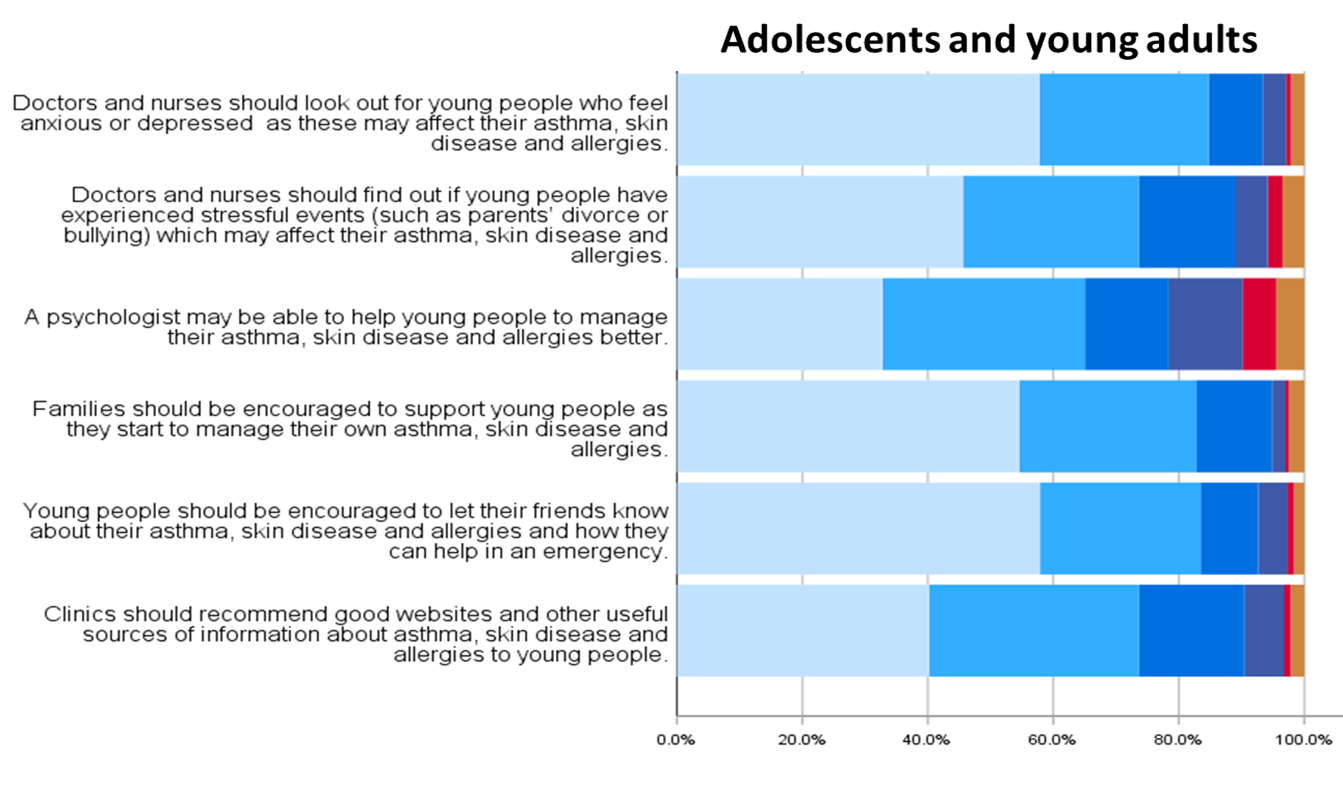 Adolescents and young adults
Doctors and nurses should look out for young people who feel
anxious or depressed  as these may affect their asthma, skin
disease and allergies.
Doctors and nurses should find out if young people have
experienced stressful events (such as parents' divorce or
bullying) which may affect their asthma, skin disease and
allergies.
A psychologist may be able to help young people to manage
their asthma, skin disease and allergies better.
Families should be encouraged to support young people as
they start to manage their own asthma, skin disease and
allergies.
Young people should be encouraged to let their friends know
about their asthma, skin disease and allergies and how they
can help in an emergency.
Clinics should recommend good websites and other useful
sources of information about asthma, skin disease and
allergies to young people.
0.0% 20.0% 40.0% 60.0% 80.0% 100.0%